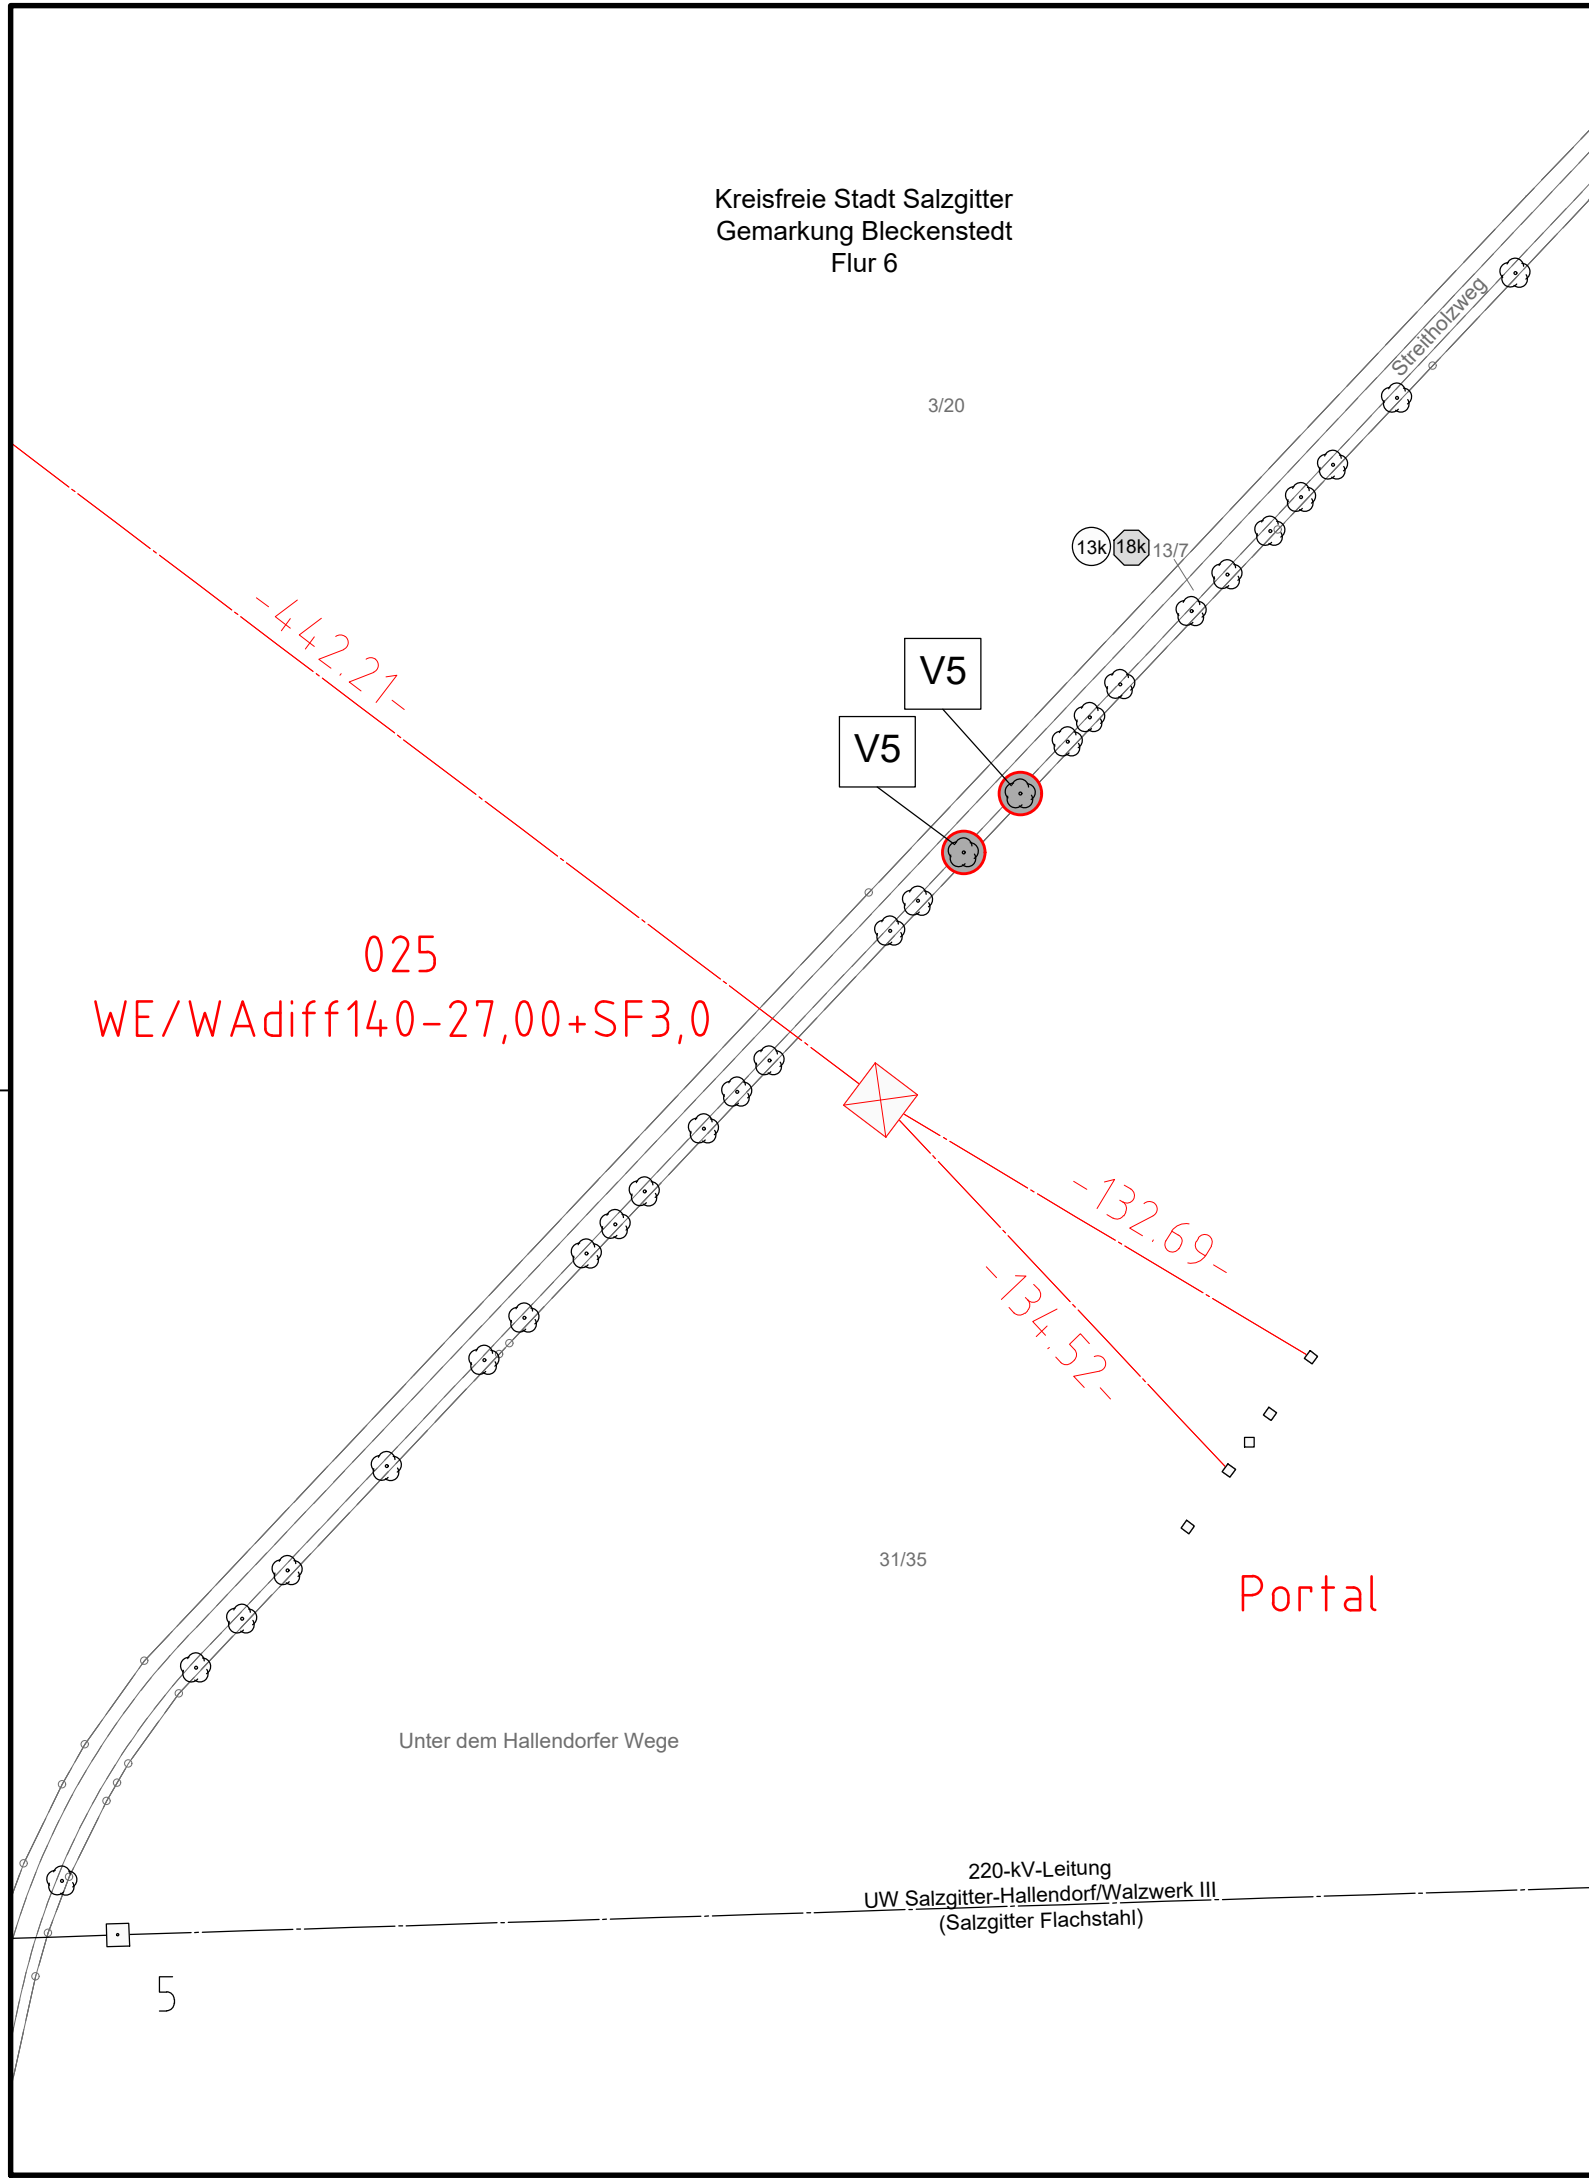 Kreisfreie Stadt Salzgitter
Gemarkung Bleckenstedt
Flur 6
Streitholzweg
3/20
13k
18k
13/7
-442.21-
V5
V5
025
WE/WAdiff140-27,00+SF3,0
-132.69-
-134.52-
31/35
Portal
Unter dem Hallendorfer Wege
220-kV-Leitung
UW Salzgitter-Hallendorf/Walzwerk III
(Salzgitter Flachstahl)
5